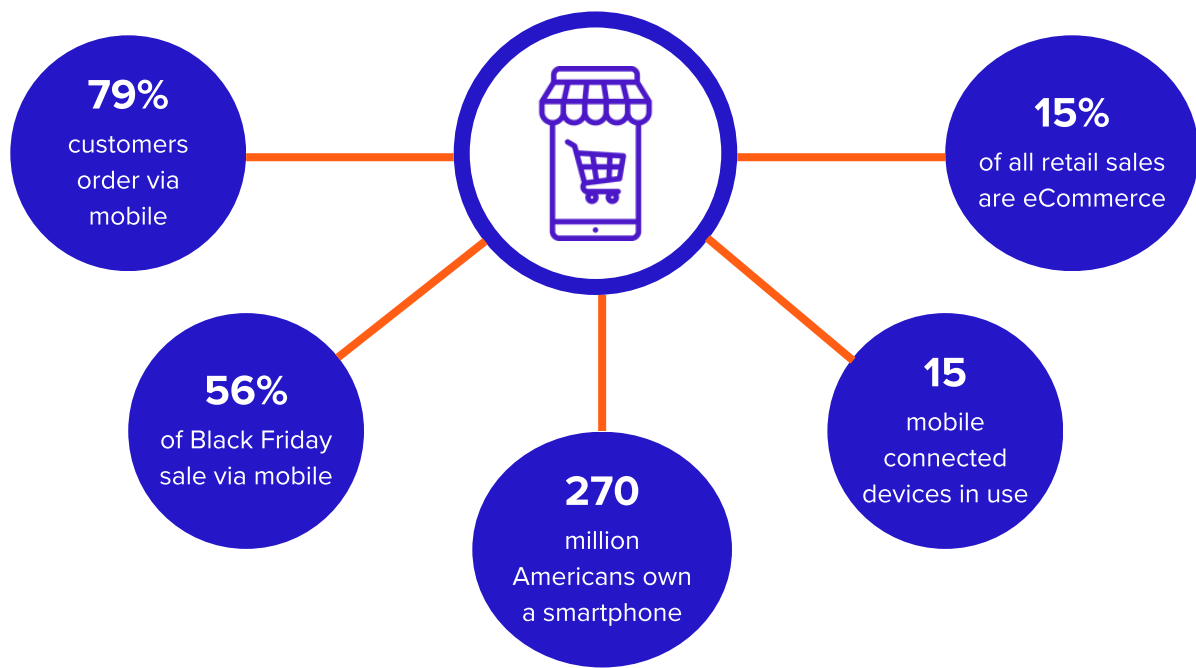 79%
customers
order via
mobile
56%
of Black Friday
sale via mobile
270
million
Americans own
a smartphone
15
mobile
connected
devices in use
15%
of all retail sales
are eCommerce